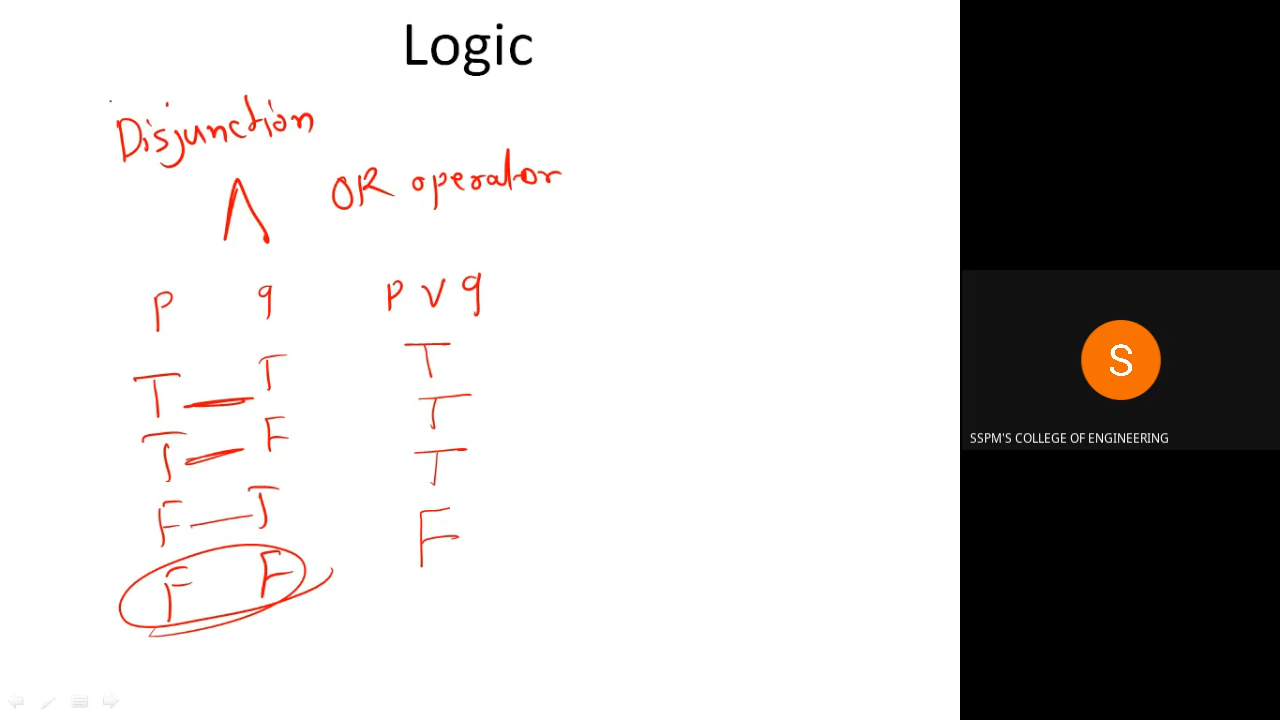 Logic
Disjunction
Λ OR operator
P q P V q
T T T
T F T
F T T
F F F
S
SSPM'S COLLEGE OF ENGINEERING